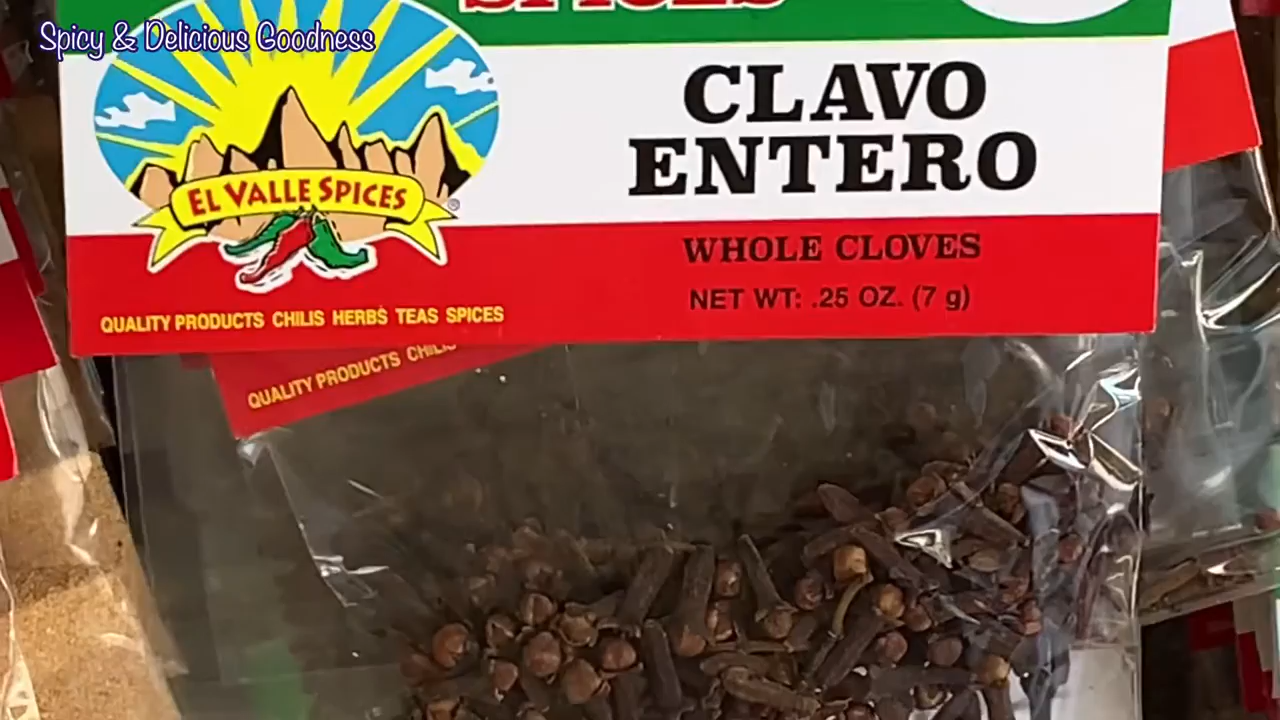 SPICES
Spicy & Delicious Goodness
CLAVO
ENTERO
EL VALLE SPICES
®
WHOLE CLOVES
NET WT: .25 OZ. (7 g)
QUALITY PRODUCTS CHILIS HERBS TEAS SPICES
QUALITY PRODUCTS